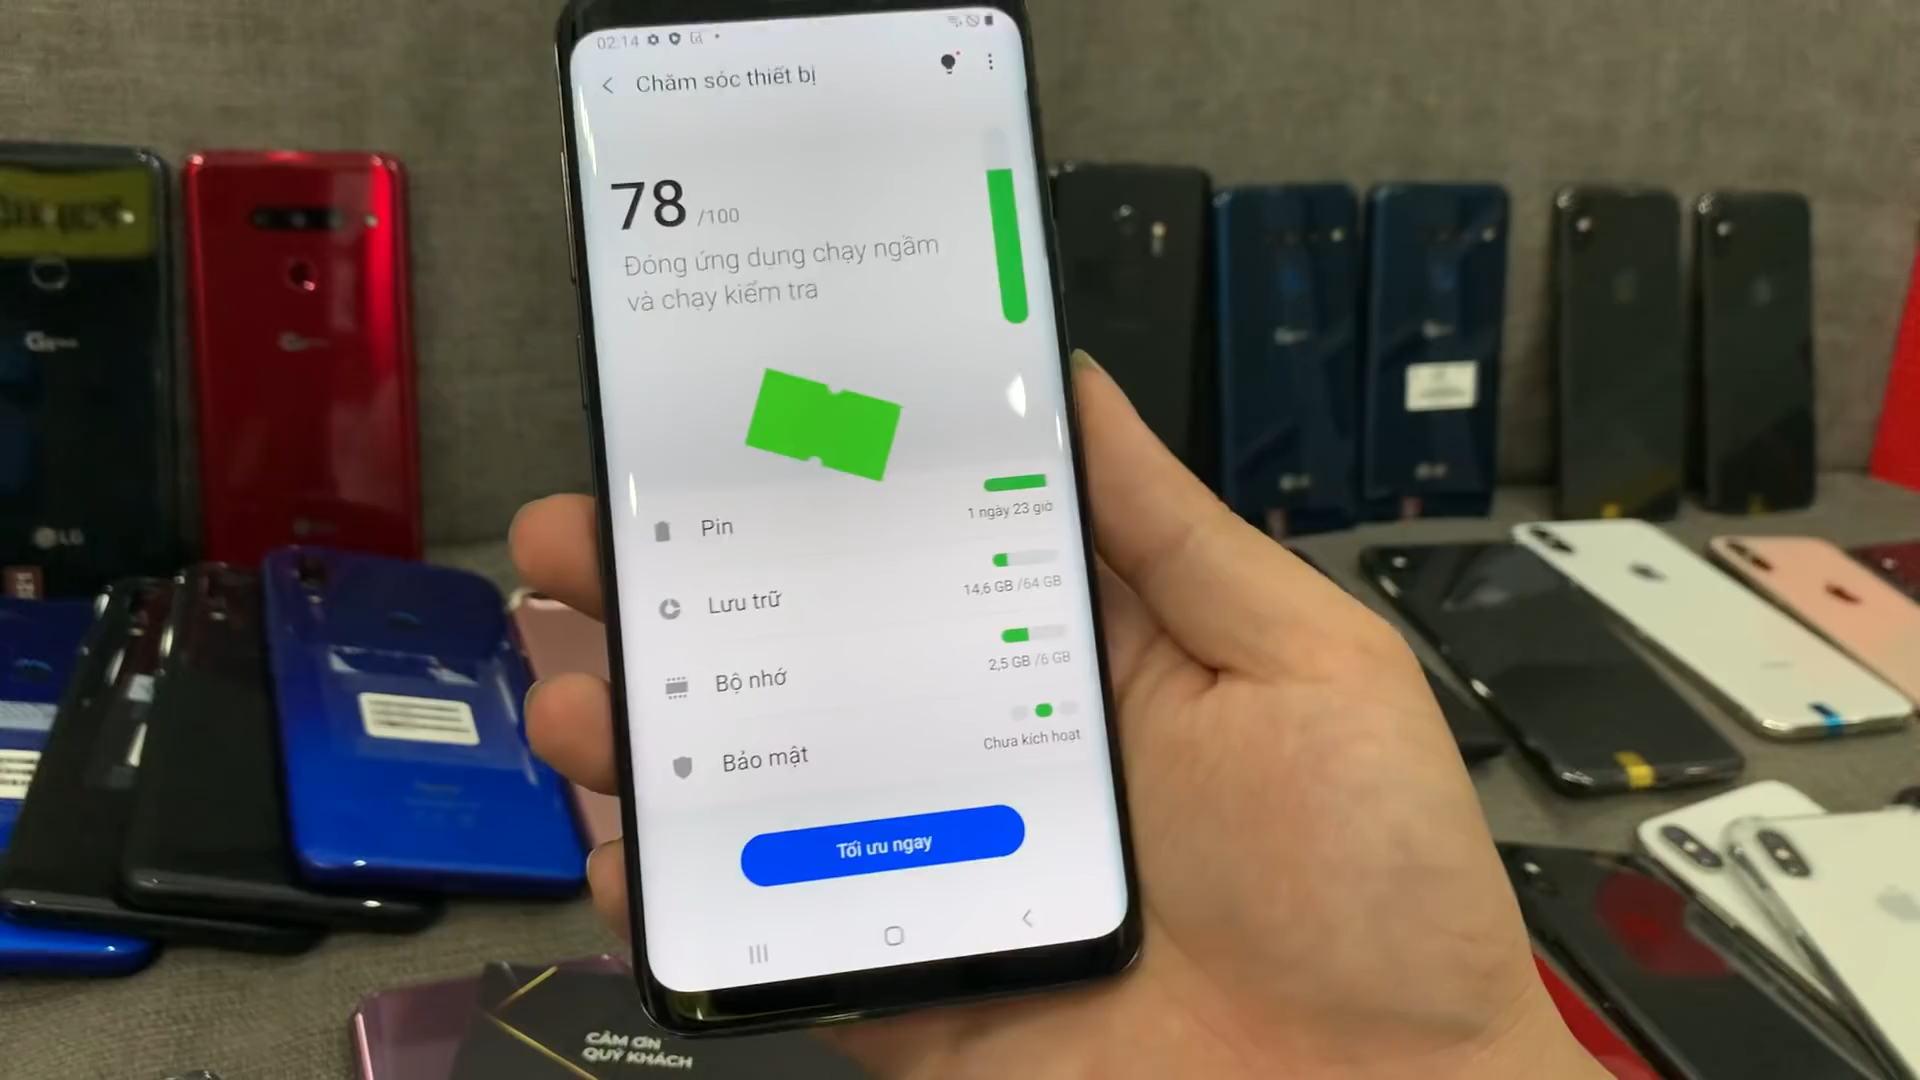 02:14
Chăm sóc thiết bị
78 /100
Đóng ứng dụng chạy ngầm
và chạy kiểm tra
Pin
1 ngày 23 giờ
Lưu trữ
14,6 GB /64 GB
Bộ nhớ
2,5 GB /6 GB
Bảo mật
Chưa kích hoạt
Tối ưu ngay
LG
CẢM ƠN
QUÝ KHÁCH